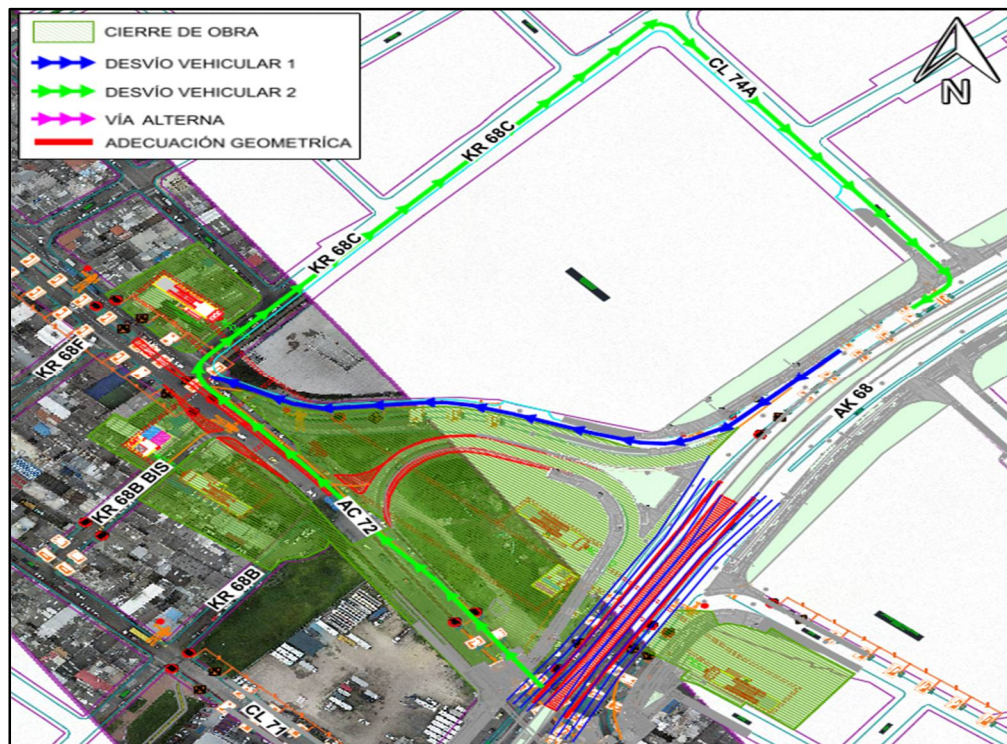 CIERRE DE OBRA
DESVÍO VEHICULAR 1
DESVÍO VEHICULAR 2
VÍA ALTERNA
ADECUACIÓN GEOMETRÍCA
N
CL 74A
KR 68C
KR 68C
AK 68
KR 68F
KR 68B BIS
AC 72
KR 68B
CL 71